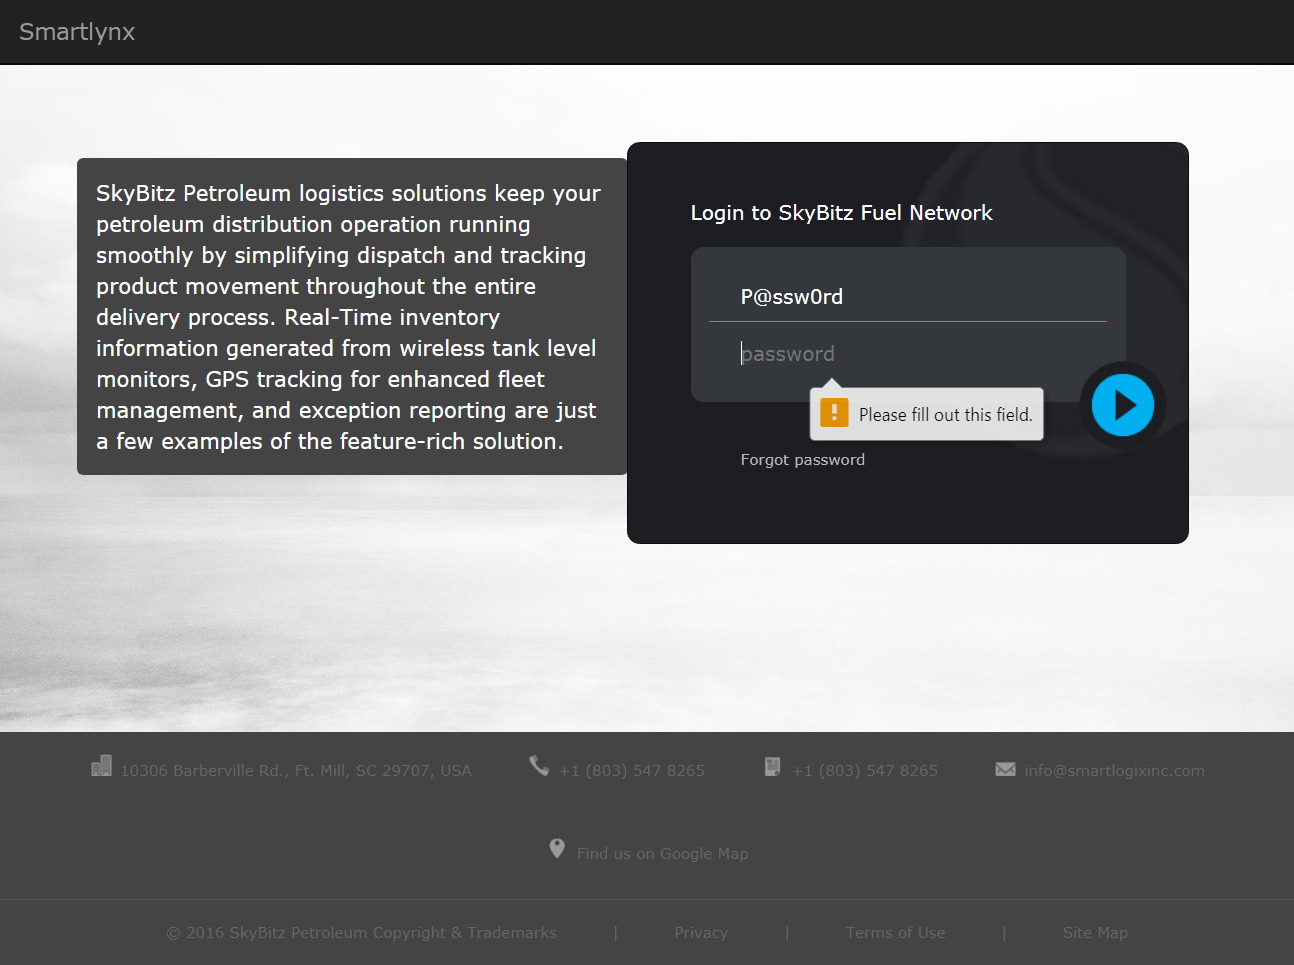 Smartlynx
SkyBitz Petroleum logistics solutions keep your
petroleum distribution operation running
smoothly by simplifying dispatch and tracking
product movement throughout the entire
delivery process. Real-Time inventory
information generated from wireless tank level
monitors, GPS tracking for enhanced fleet
management, and exception reporting are just
a few examples of the feature-rich solution.
Login to SkyBitz Fuel Network
P@ssw0rd
password
Please fill out this field.
Forgot password
10306 Barberville Rd., Ft. Mill, SC 29707, USA
+1 (803) 547 8265
+1 (803) 547 8265
info@smartlogixinc.com
Find us on Google Map
© 2016 SkyBitz Petroleum Copyright & Trademarks | Privacy | Terms of Use | Site Map